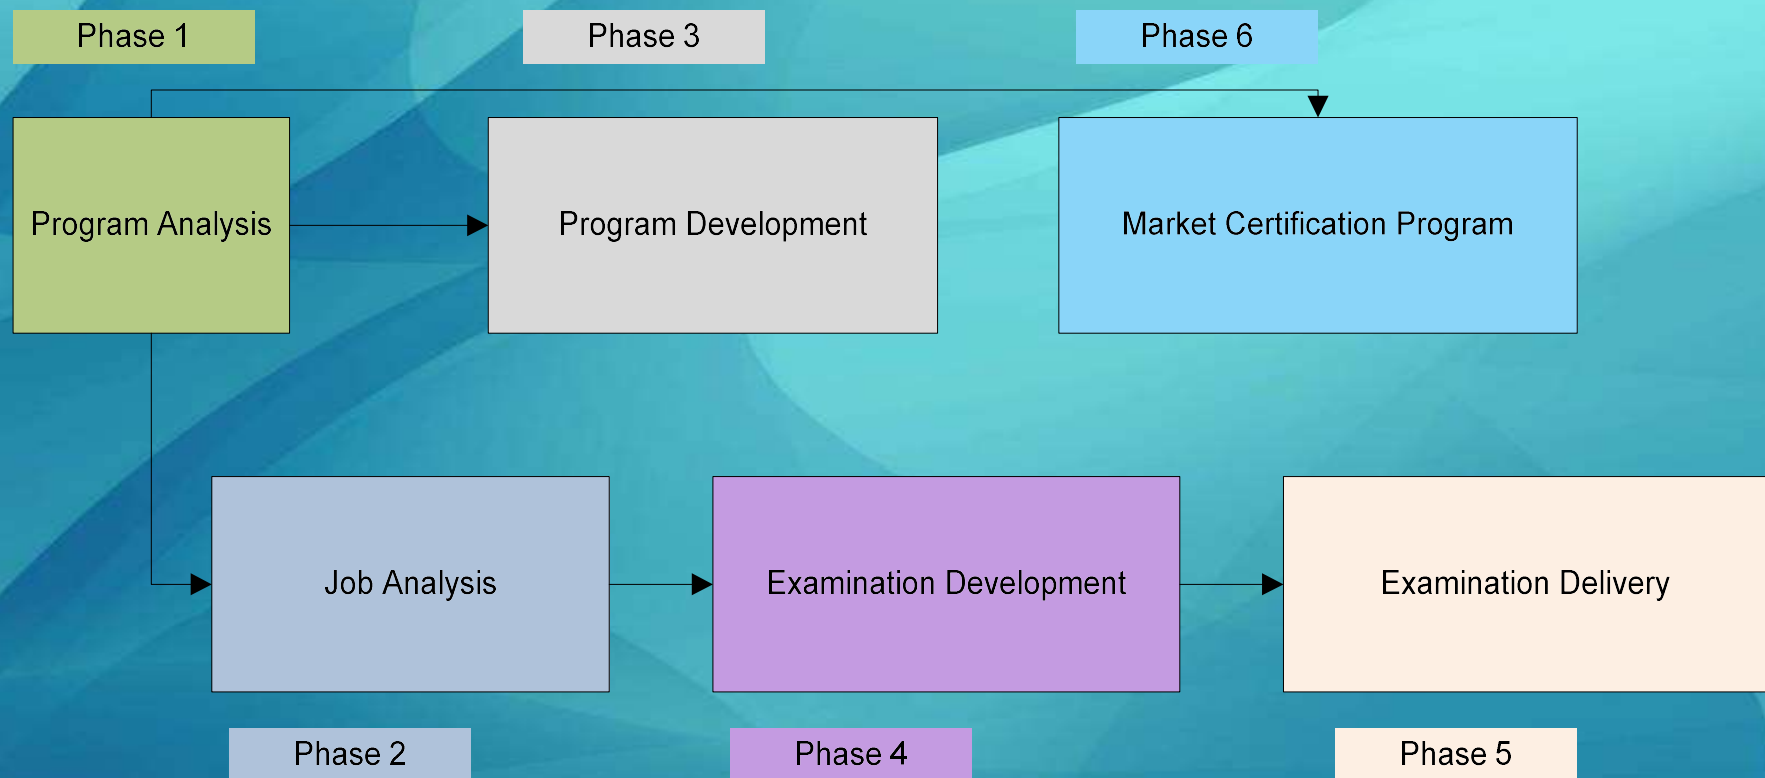 Phase 1
Phase 3
Phase 6
Program Analysis
Program Development
Market Certification Program
Job Analysis
Examination Development
Examination Delivery
Phase 2
Phase 4
Phase 5